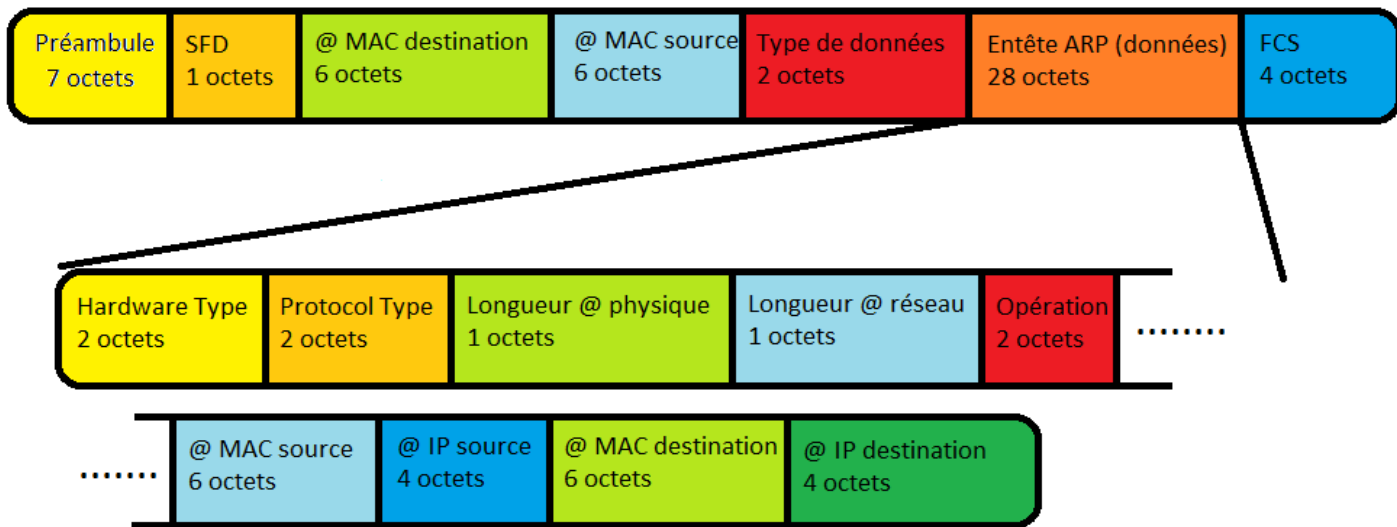 Préambule
7 octets
SFD
1 octets
@ MAC destination
6 octets
@ MAC source
6 octets
Type de données
2 octets
Entête ARP (données)
28 octets
FCS
4 octets
Hardware Type
2 octets
Protocol Type
2 octets
Longueur @ physique
1 octets
Longueur @ réseau
1 octets
Opération
2 octets
........
.......
@ MAC source
6 octets
@ IP source
4 octets
@ MAC destination
6 octets
@ IP destination
4 octets